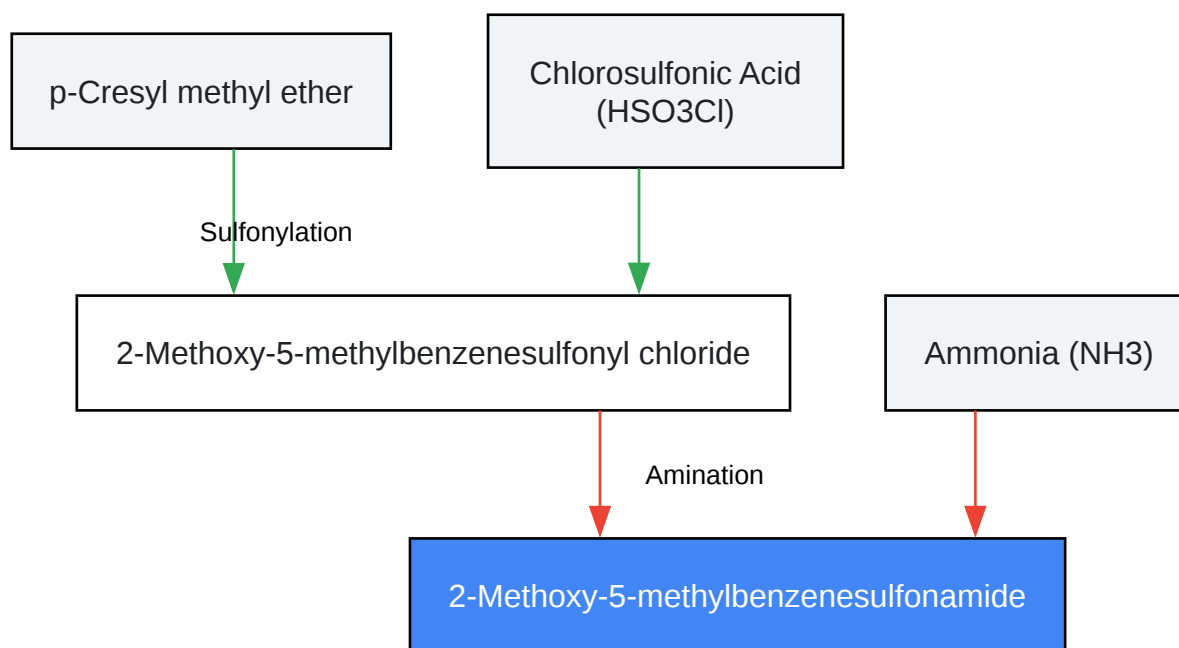 p-Cresyl methyl ether
Chlorosulfonic Acid
(HSO3Cl)
Sulfonylation
2-Methoxy-5-methylbenzenesulfonyl chloride
Ammonia (NH3)
Amination
2-Methoxy-5-methylbenzenesulfonamide